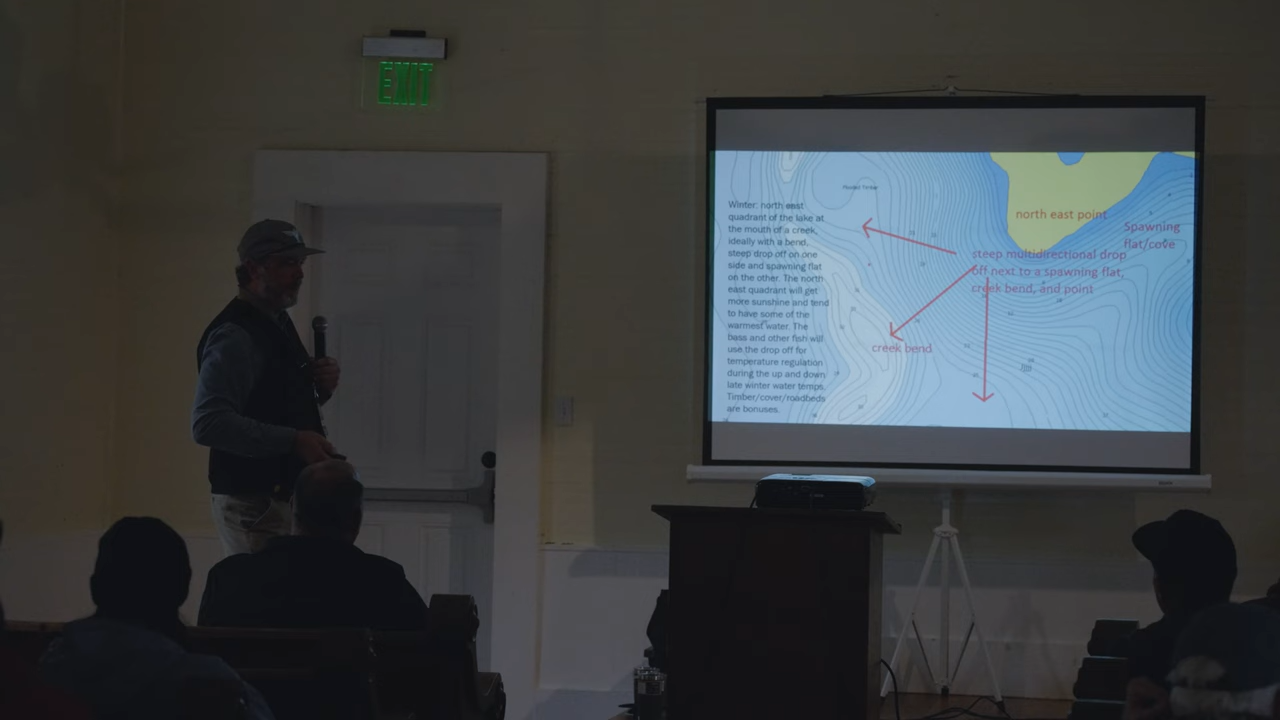 EXIT
Winter: north east
quadrant of the lake at
the mouth of a creek,
ideally with a bend,
steep drop off on one
side and spawning flat
on the other. The north
east quadrant will get
more sunshine and tend
to have some of the
warmest water. The
bass and other fish will
use the drop off for
temperature regulation
during the up and down
late winter water temps.
Timber/cover/roadbeds
are bonuses.
north east point
Spawning
flat/cove
steep multidirectional drop
off next to a spawning flat,
creek bend, and point
creek bend